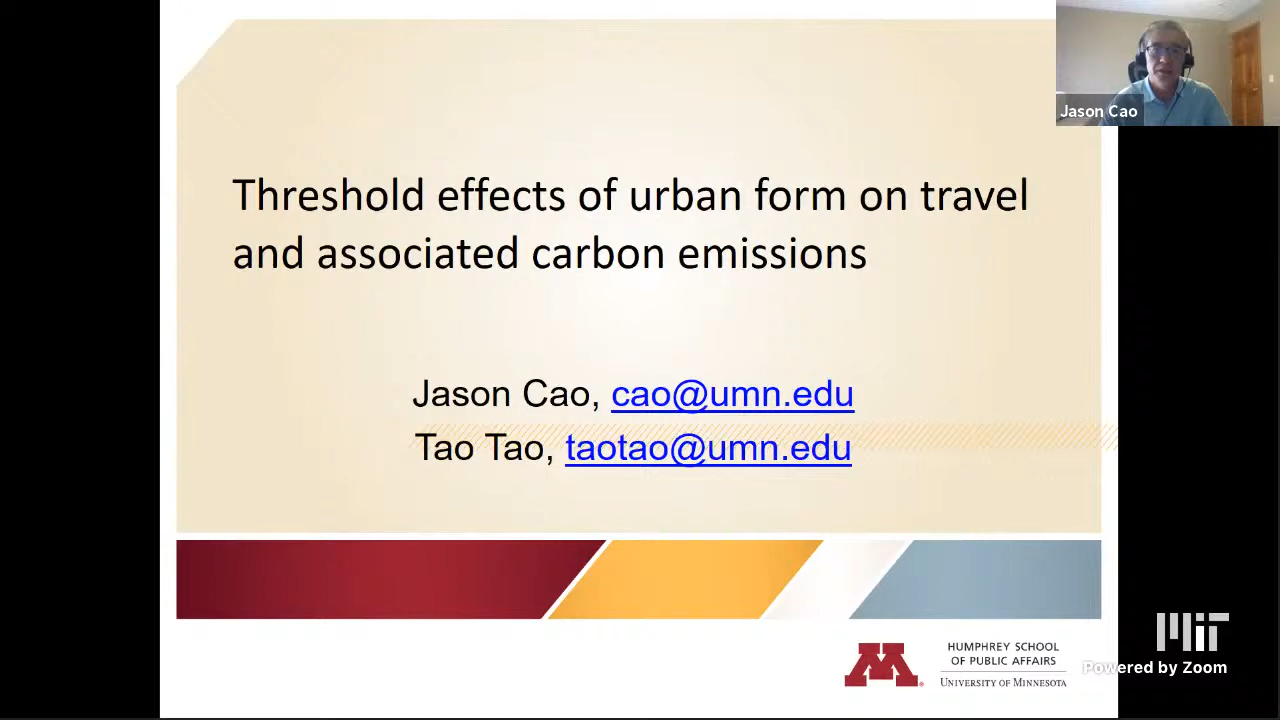 Jason Cao
Threshold effects of urban form on travel
and associated carbon emissions
Jason Cao, cao@umn.edu
Tao Tao, taotao@umn.edu
M
HUMPHREY SCHOOL
OF PUBLIC AFFAIRS
UNIVERSITY OF MINNESOTA
MIT
Powered by Zoom